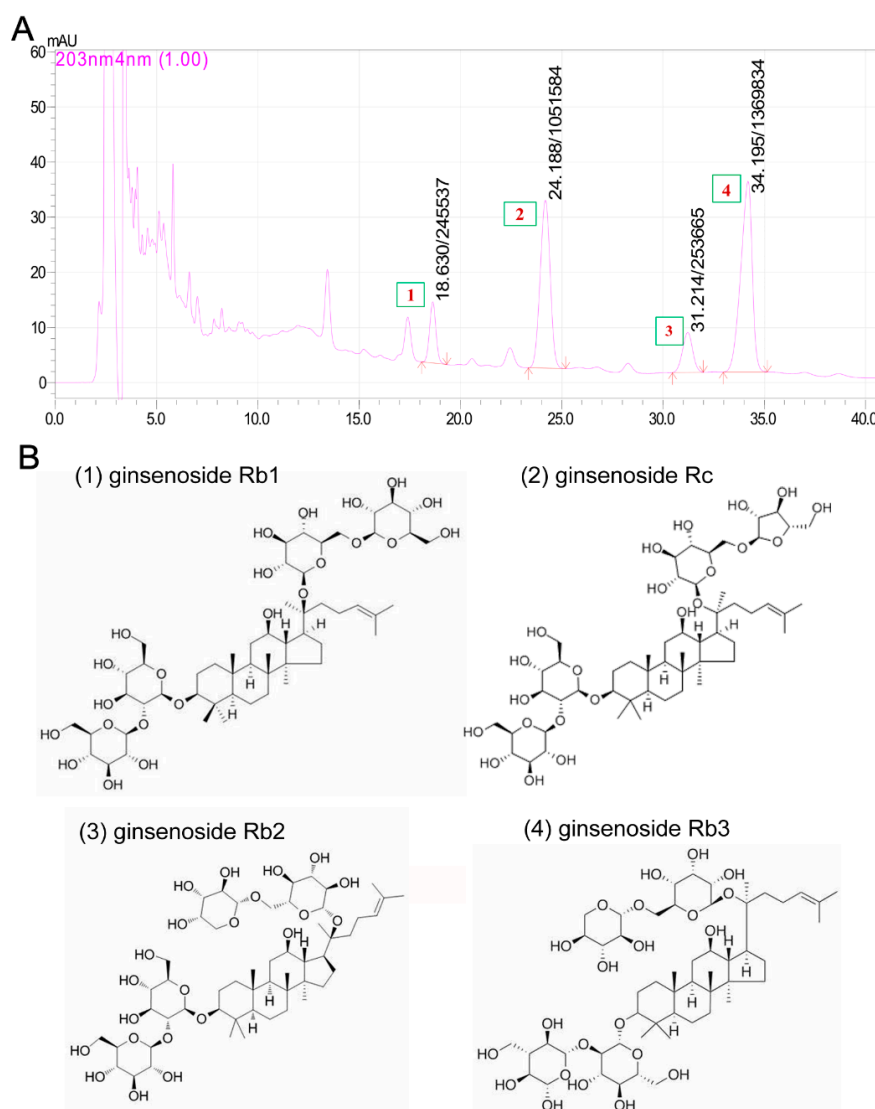 A
mAU
203nm4nm (1.00)
60
50
40
30
20
10
0
0.0 5.0 10.0 15.0 20.0 25.0 30.0 35.0 40.0
1
18.630/245537
2
24.188/1051584
3
31.214/253665
4
34.195/1369834
B
(1) ginsenoside Rb1
(2) ginsenoside Rc
(3) ginsenoside Rb2
(4) ginsenoside Rb3